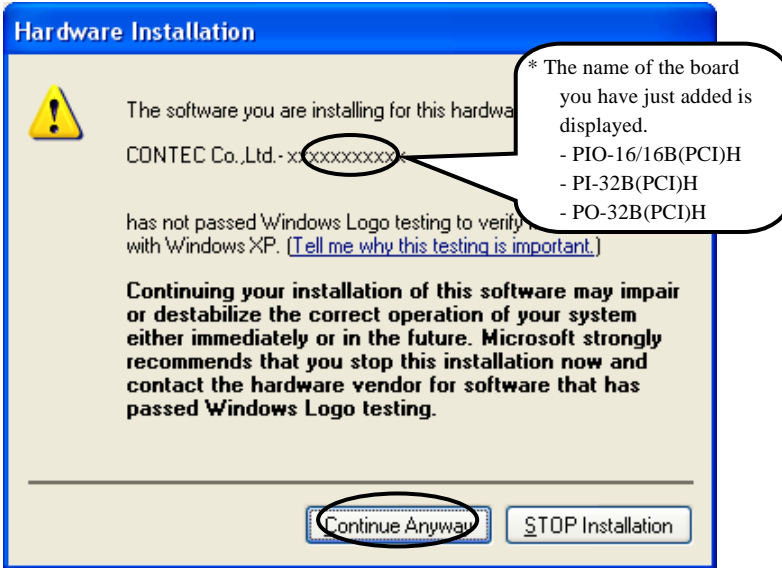 Hardware Installation
* The name of the board
you have just added is
displayed.
- PIO-16/16B(PCI)H
- PI-32B(PCI)H
- PO-32B(PCI)H
The software you are installing for this hardwa
CONTEC Co.,Ltd.- xxxxxxxxxxx
has not passed Windows Logo testing to verify
with Windows XP. (Tell me why this testing is important.)
Continuing your installation of this software may impair
or destabilize the correct operation of your system
either immediately or in the future. Microsoft strongly
recommends that you stop this installation now and
contact the hardware vendor for software that has
passed Windows Logo testing.
Continue Anyway
STOP Installation